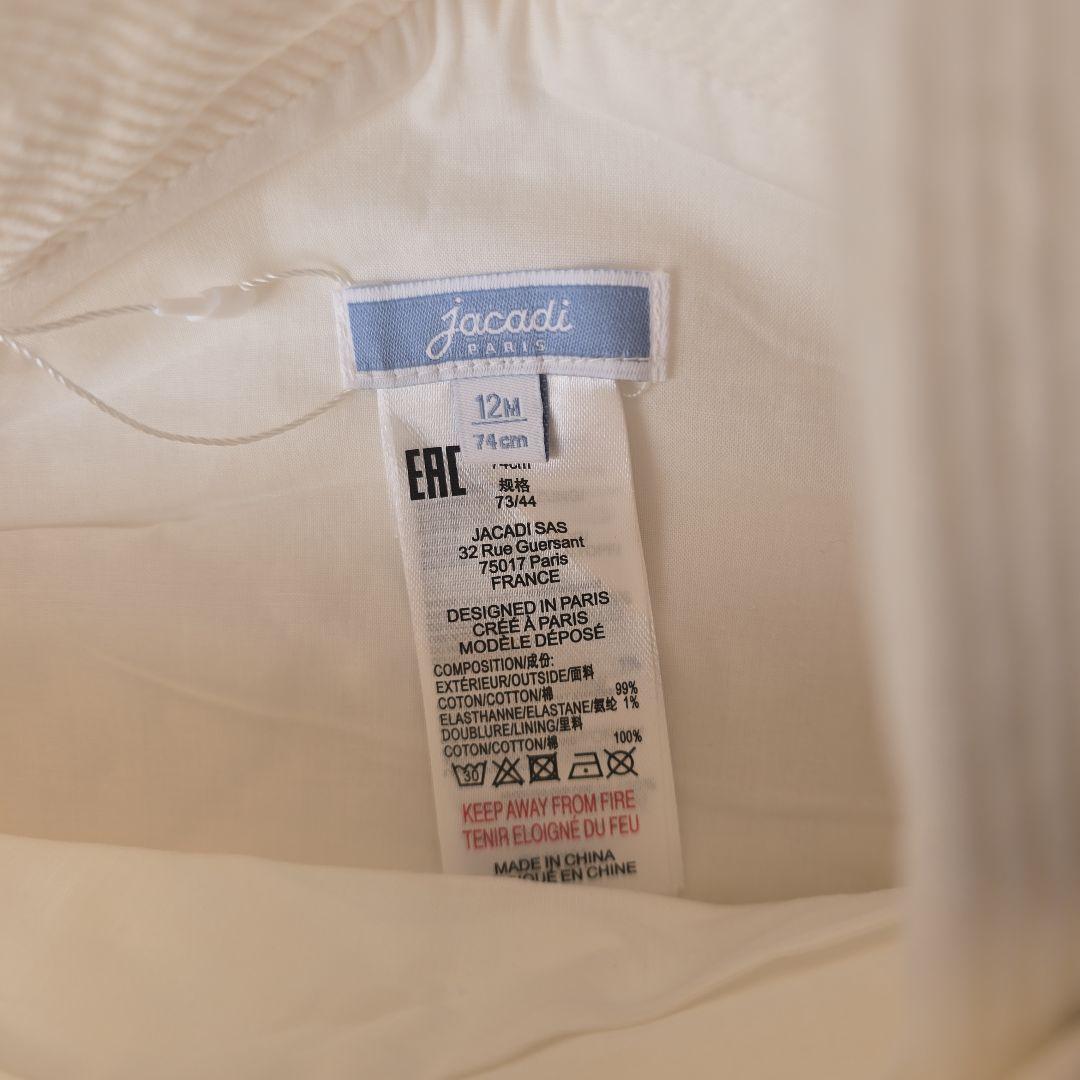 jacadi
PARIS
12M
74cm
EAC
74cm
规格
73/44
JACADI SAS
32 Rue Guersant
75017 Paris
FRANCE
DESIGNED IN PARIS
CRÉÉ À PARIS
MODÈLE DÉPOSÉ
COMPOSITION/成份:
EXTÉRIEUR/OUTSIDE/面料
COTON/COTTON/棉 99%
ELASTHANNE/ELASTANE/氨纶 1%
DOUBLURE/LINING/里料
COTON/COTTON/棉 100%
30
KEEP AWAY FROM FIRE
TENIR ELOIGNÉ DU FEU
MADE IN CHINA
EN CHINE